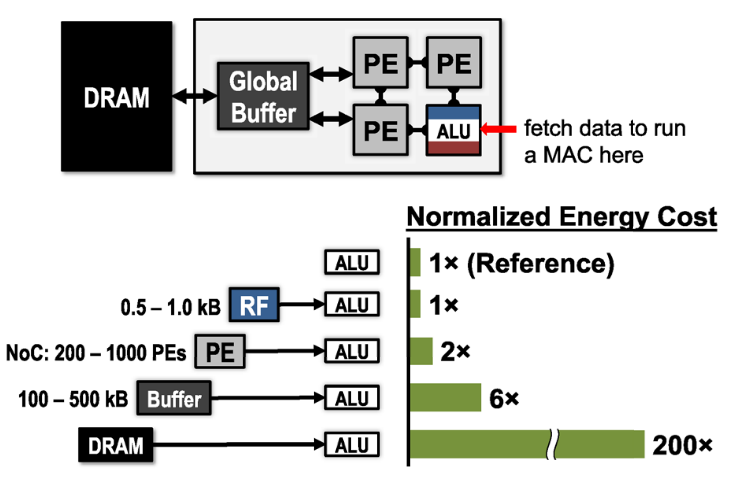 DRAM
Global
Buffer
PE
PE
PE
ALU
fetch data to run
a MAC here
Normalized Energy Cost
ALU
1× (Reference)
0.5 – 1.0 kB
RF
ALU
1×
NoC: 200 – 1000 PEs
PE
ALU
2×
100 – 500 kB
Buffer
ALU
6×
DRAM
ALU
200×